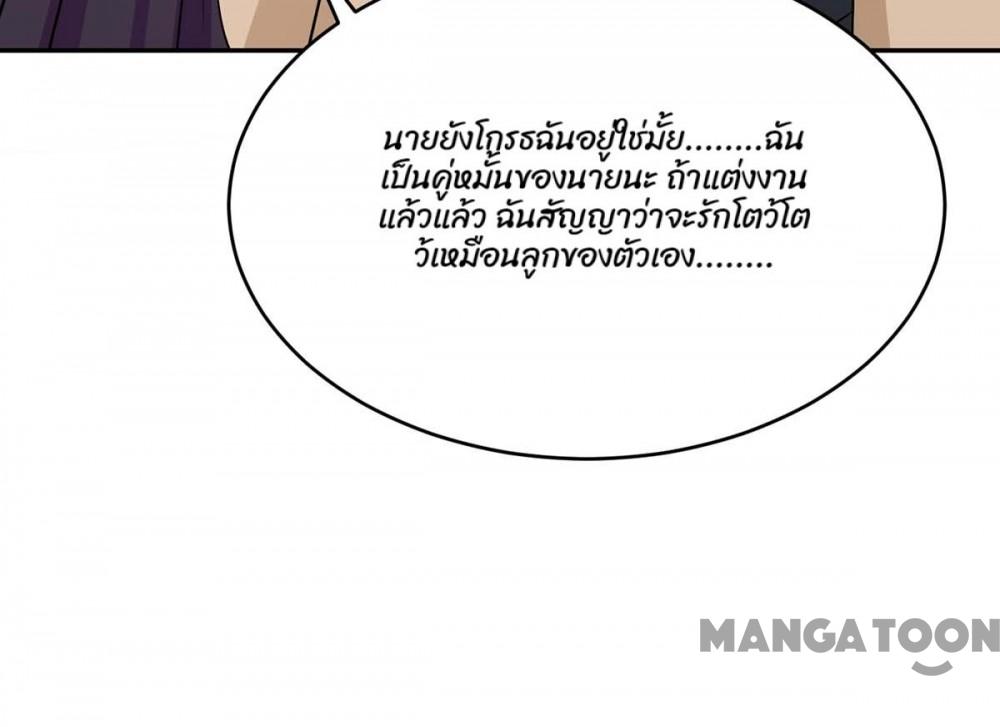 นายยังโกรธฉันอยู่ใช่มั้ย........ฉัน
เป็นคู่หมั้นของนายนะ ถ้าแต่งงาน
แล้วแล้ว ฉันสัญญาว่าจะรักโตว้โต
ว้เหมือนลูกของตัวเอง........
MANGATOON